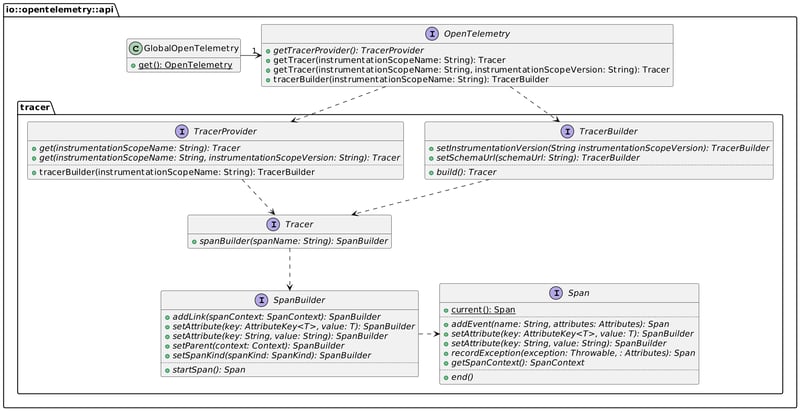 io::opentelemetry::api
C GlobalOpenTelemetry
get(): OpenTelemetry
1
I OpenTelemetry
getTracerProvider(): TracerProvider
getTracer(instrumentationScopeName: String): Tracer
getTracer(instrumentationScopeName: String, instrumentationScopeVersion: String): Tracer
tracerBuilder(instrumentationScopeName: String): TracerBuilder
tracer
I TracerProvider
get(instrumentationScopeName: String): Tracer
get(instrumentationScopeName: String, instrumentationScopeVersion: String): Tracer
tracerBuilder(instrumentationScopeName: String): TracerBuilder
I TracerBuilder
setInstrumentationVersion(String instrumentationScopeVersion): TracerBuilder
setSchemaUrl(schemaUrl: String): TracerBuilder
build(): Tracer
I Tracer
spanBuilder(spanName: String): SpanBuilder
I SpanBuilder
addLink(spanContext: SpanContext): SpanBuilder
setAttribute(key: AttributeKey<T>, value: T): SpanBuilder
setAttribute(key: String, value: String): SpanBuilder
setParent(context: Context): SpanBuilder
setSpanKind(spanKind: SpanKind): SpanBuilder
startSpan(): Span
I Span
current(): Span
addEvent(name: String, attributes: Attributes): Span
setAttribute(key: AttributeKey<T>, value: T): SpanBuilder
setAttribute(key: String, value: String): SpanBuilder
recordException(exception: Throwable, : Attributes): Span
getSpanContext(): SpanContext
end()